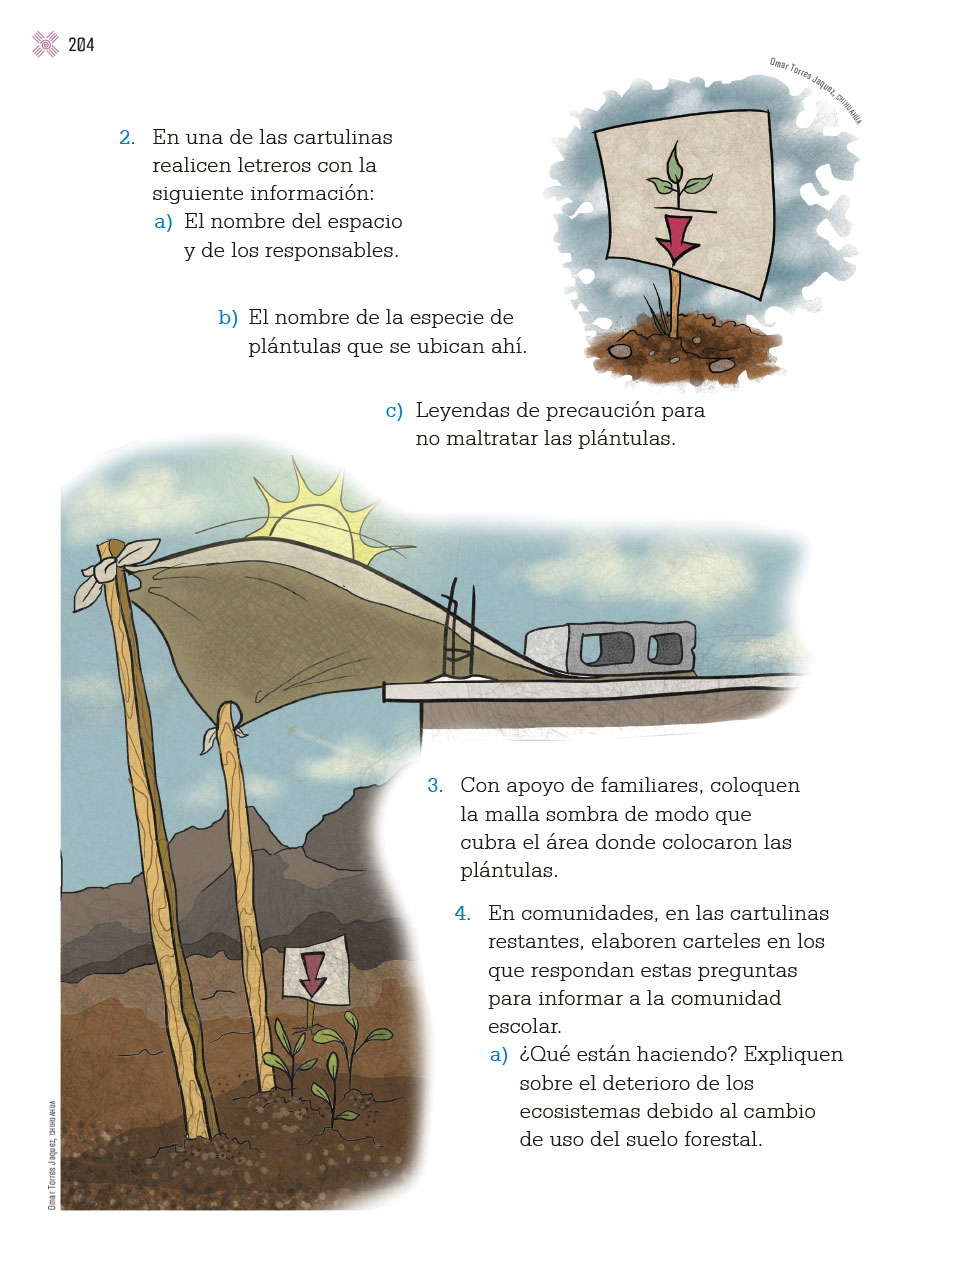 204
Omar Torres Jaquez, CHIHUAHUA
2. En una de las cartulinas
realicen letreros con la
siguiente información:
a) El nombre del espacio
y de los responsables.
b) El nombre de la especie de
plántulas que se ubican ahí.
c) Leyendas de precaución para
no maltratar las plántulas.
3. Con apoyo de familiares, coloquen
la malla sombra de modo que
cubra el área donde colocaron las
plántulas.
4. En comunidades, en las cartulinas
restantes, elaboren carteles en los
que respondan estas preguntas
para informar a la comunidad
escolar.
a) ¿Qué están haciendo? Expliquen
sobre el deterioro de los
ecosistemas debido al cambio
de uso del suelo forestal.
Omar Torres Jaquez, CHIHUAHUA